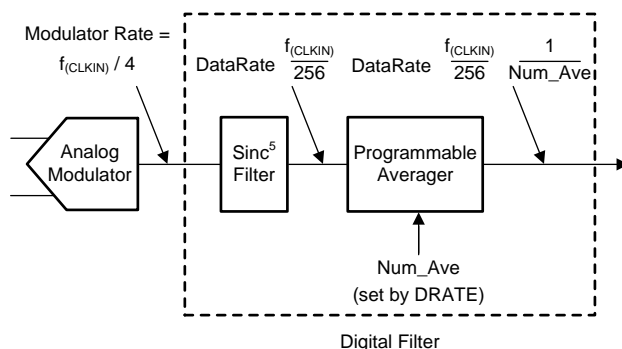 Modulator Rate =
f(CLKIN) / 4
DataRate f(CLKIN)/256
DataRate f(CLKIN)/256 1/Num_Ave
Analog
Modulator
Sinc⁵
Filter
Programmable
Averager
Num_Ave
(set by DRATE)
Digital Filter